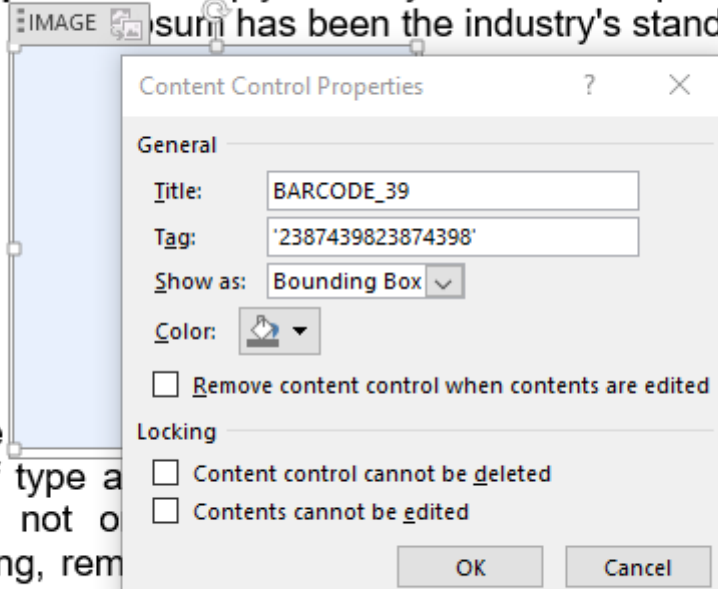 IMAGE
sum has been the industry's stand
Content Control Properties
?
General
Title:
BARCODE_39
Tag:
'2387439823874398'
Show as:
Bounding Box
Color:
Remove content control when contents are edited
Locking
type a
Content control cannot be deleted
not o
Contents cannot be edited
ng, rem
OK
Cancel